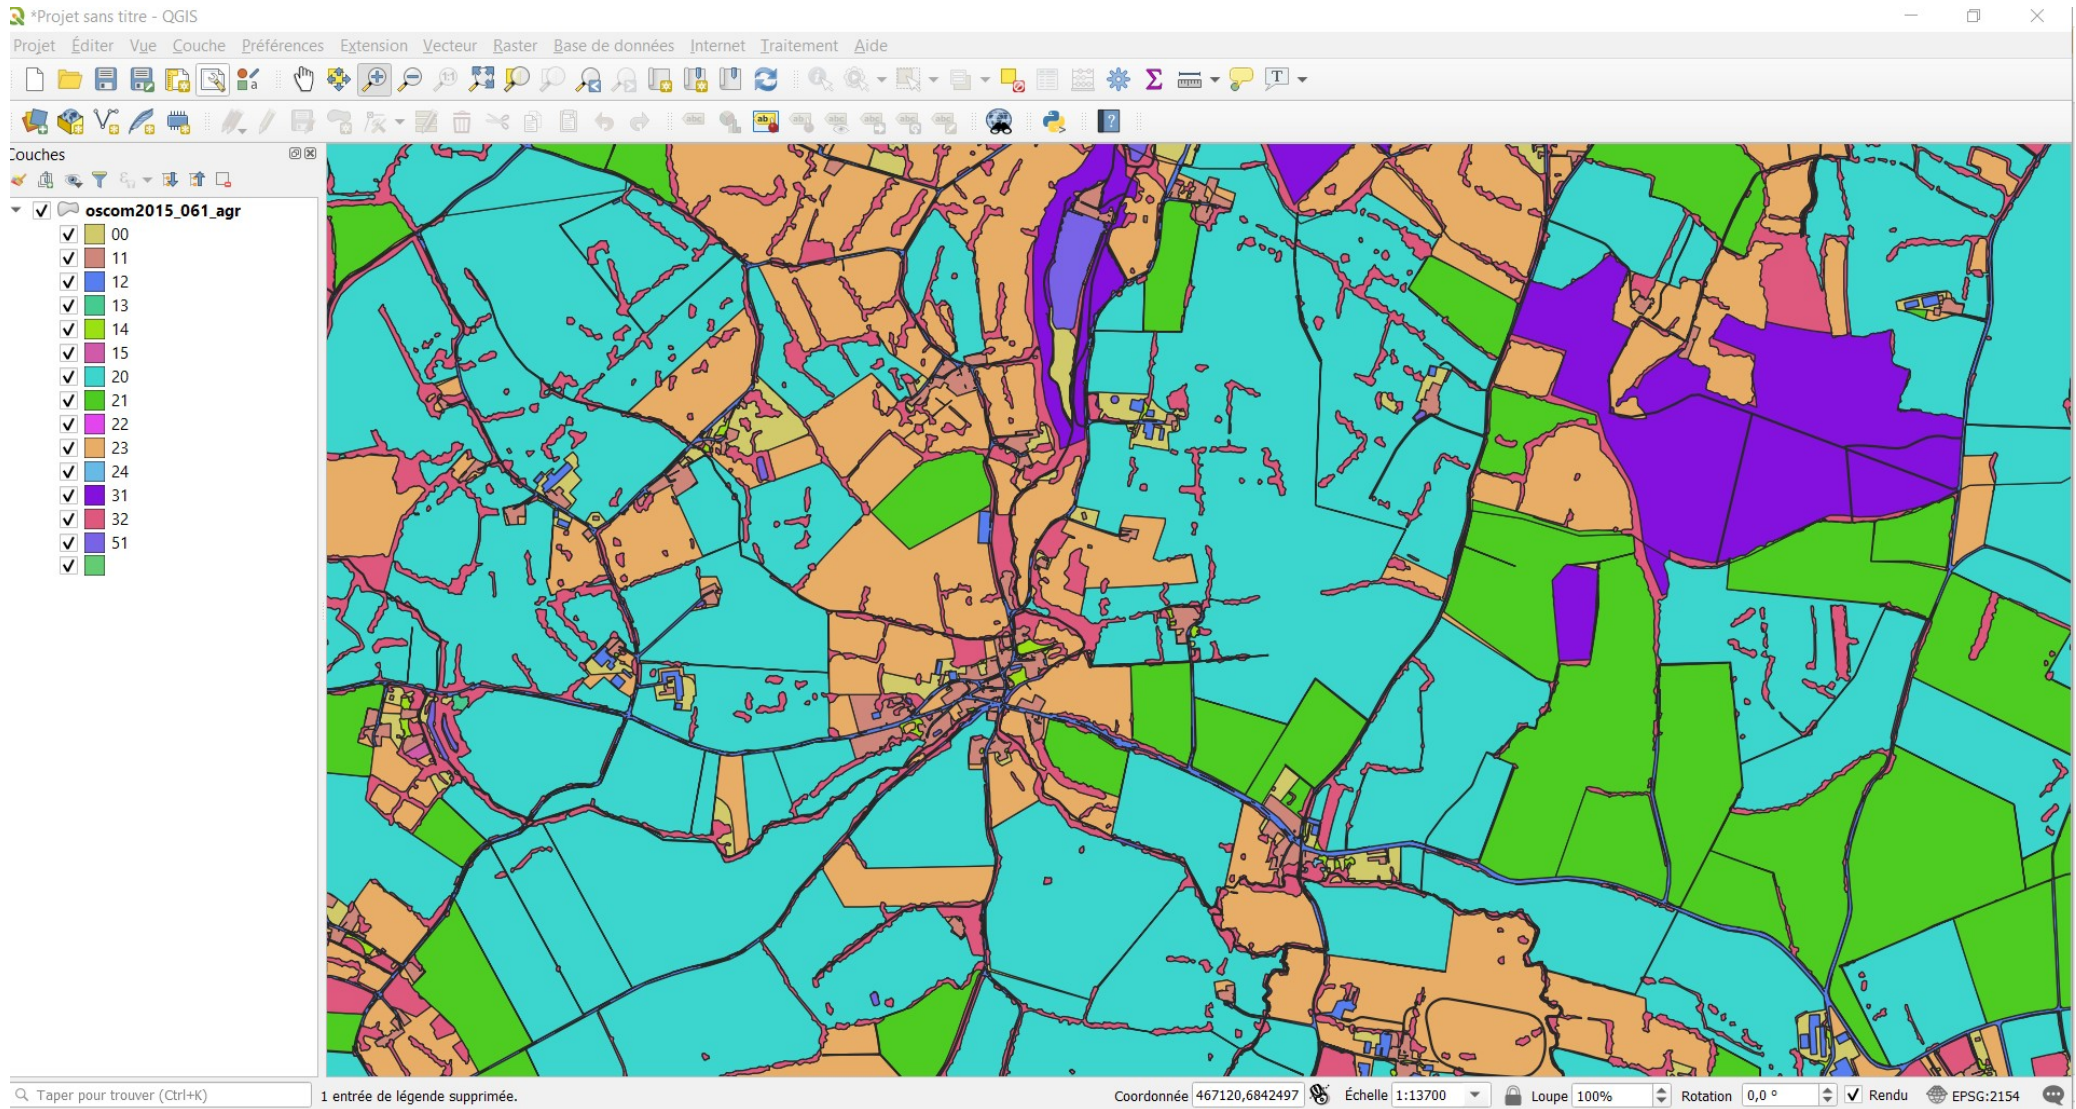 *Projet sans titre - QGIS
Projet Éditer Vue Couche Préférences Extension Vecteur Raster Base de données Internet Traitement Aide
Couches
oscom2015_061_agr
00
11
12
13
14
15
20
21
22
23
24
31
32
51
Taper pour trouver (Ctrl+K)
1 entrée de légende supprimée.
Coordonnée 467120,6842497 Échelle 1:13700 Loupe 100% Rotation 0,0 ° Rendu EPSG:2154